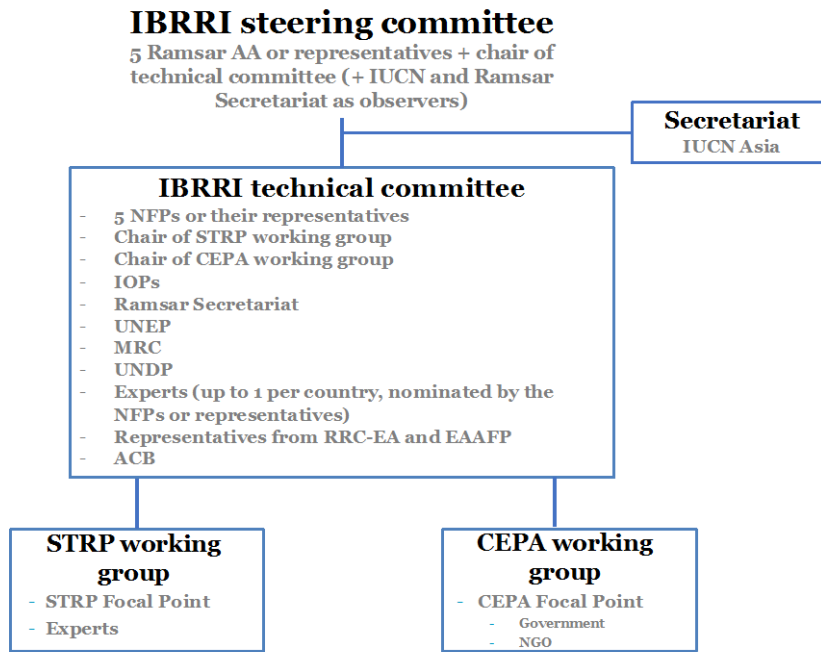 IBRRI steering committee
5 Ramsar AA or representatives + chair of
technical committee (+ IUCN and Ramsar
Secretariat as observers)
Secretariat
IUCN Asia
IBRRI technical committee
- 5 NFPs or their representatives
- Chair of STRP working group
- Chair of CEPA working group
- IOPs
- Ramsar Secretariat
- UNEP
- MRC
- UNDP
- Experts (up to 1 per country, nominated by the
NFPs or representatives)
- Representatives from RRC-EA and EAAFP
- ACB
STRP working
group
- STRP Focal Point
- Experts
CEPA working
group
- CEPA Focal Point
- Government
- NGO